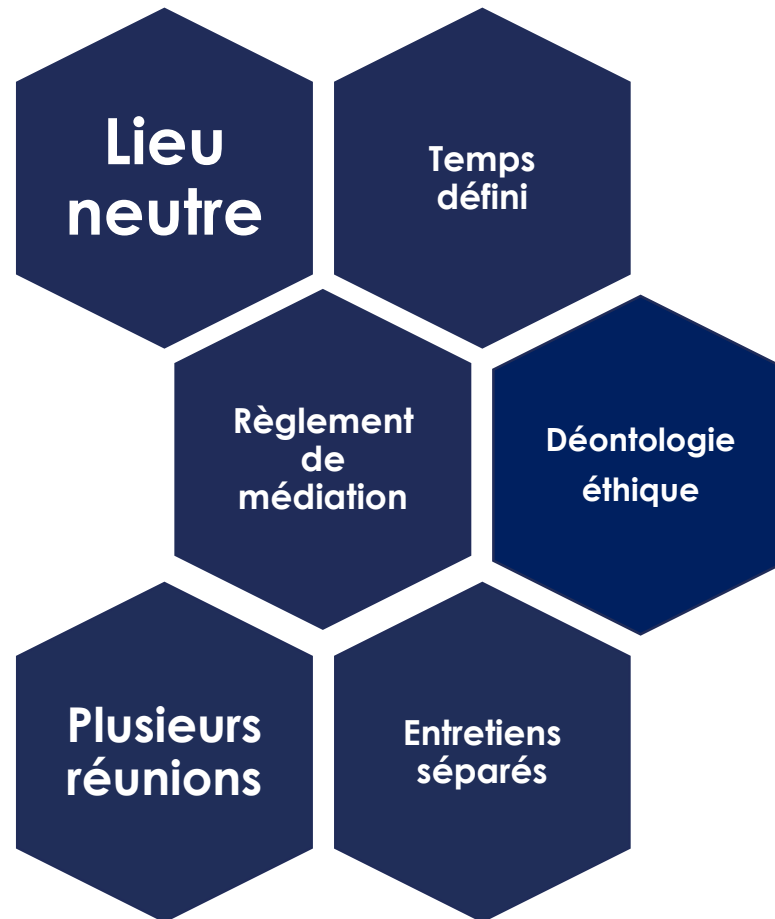 Lieu
neutre
Temps
défini
Règlement
de
médiation
Déontologie
éthique
Plusieurs
réunions
Entretiens
séparés